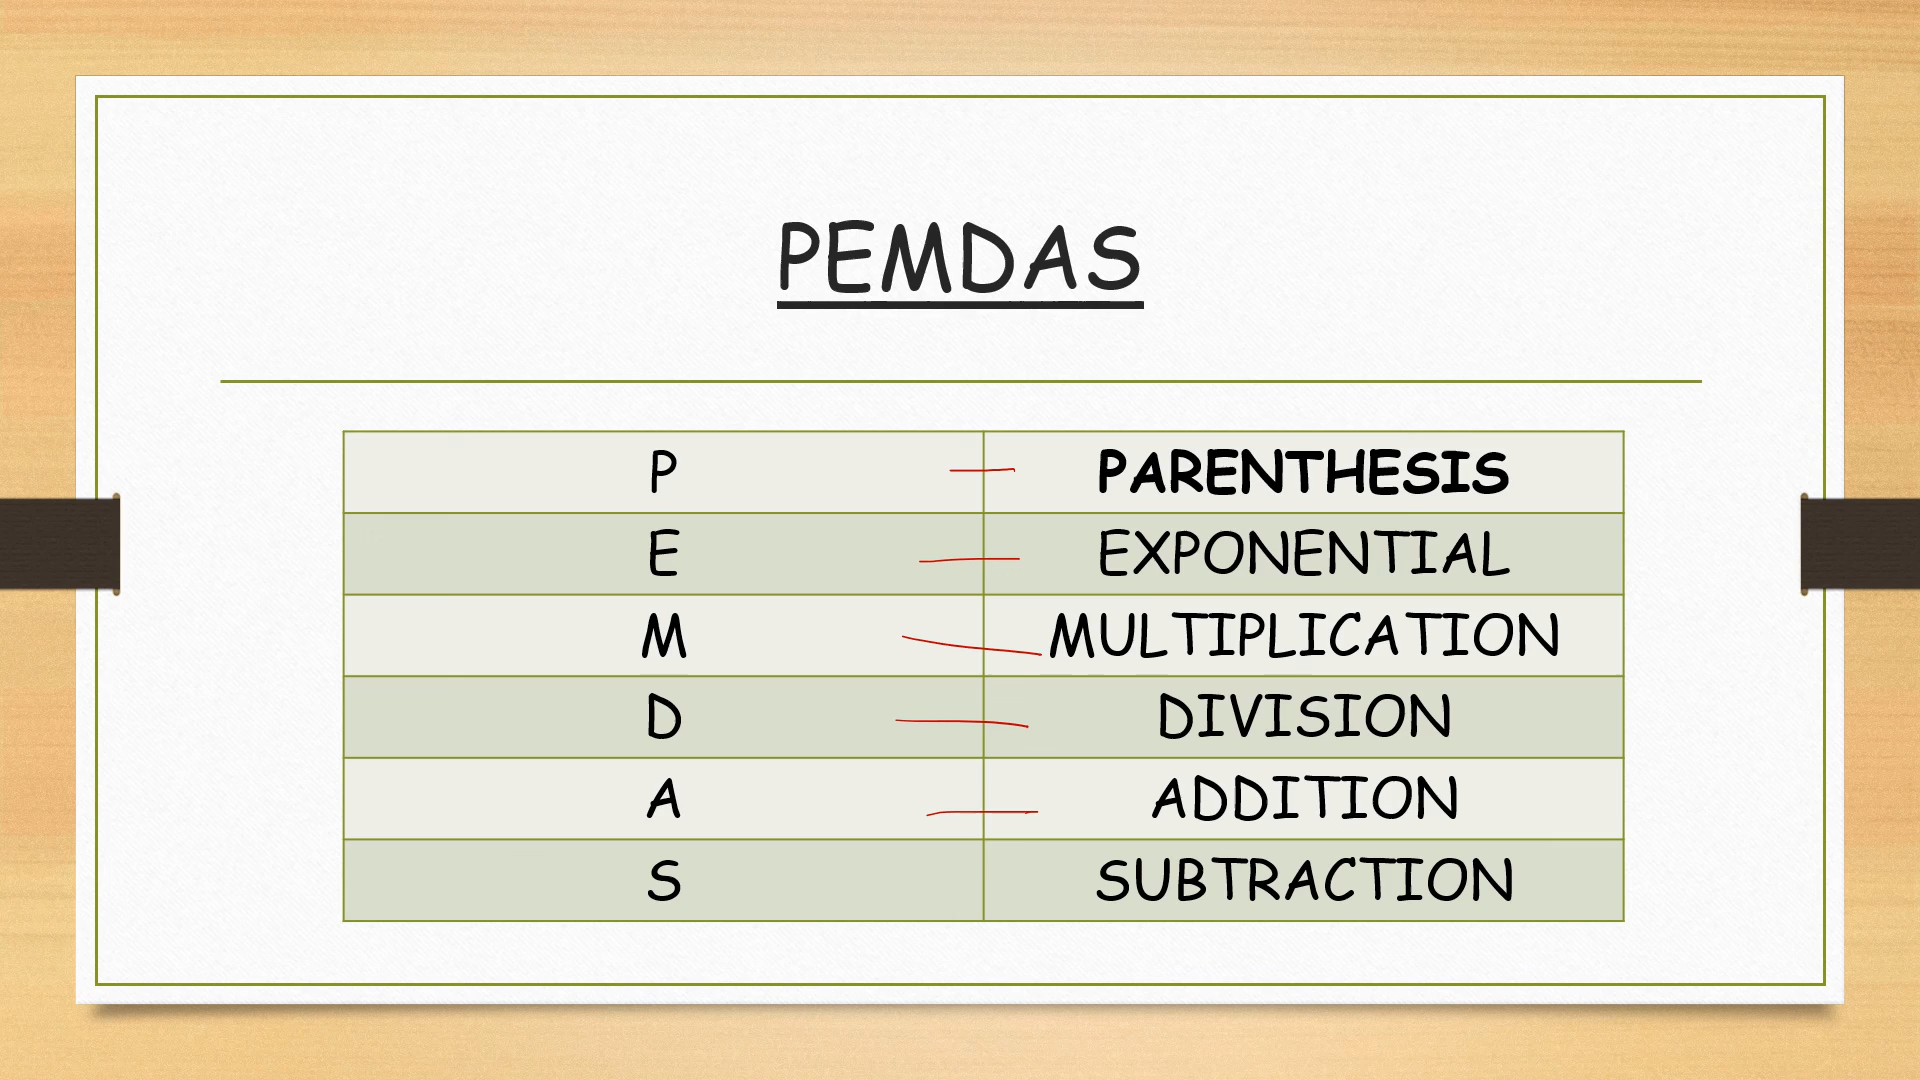 PEMDAS
P PARENTHESIS
E EXPONENTIAL
M MULTIPLICATION
D DIVISION
A ADDITION
S SUBTRACTION